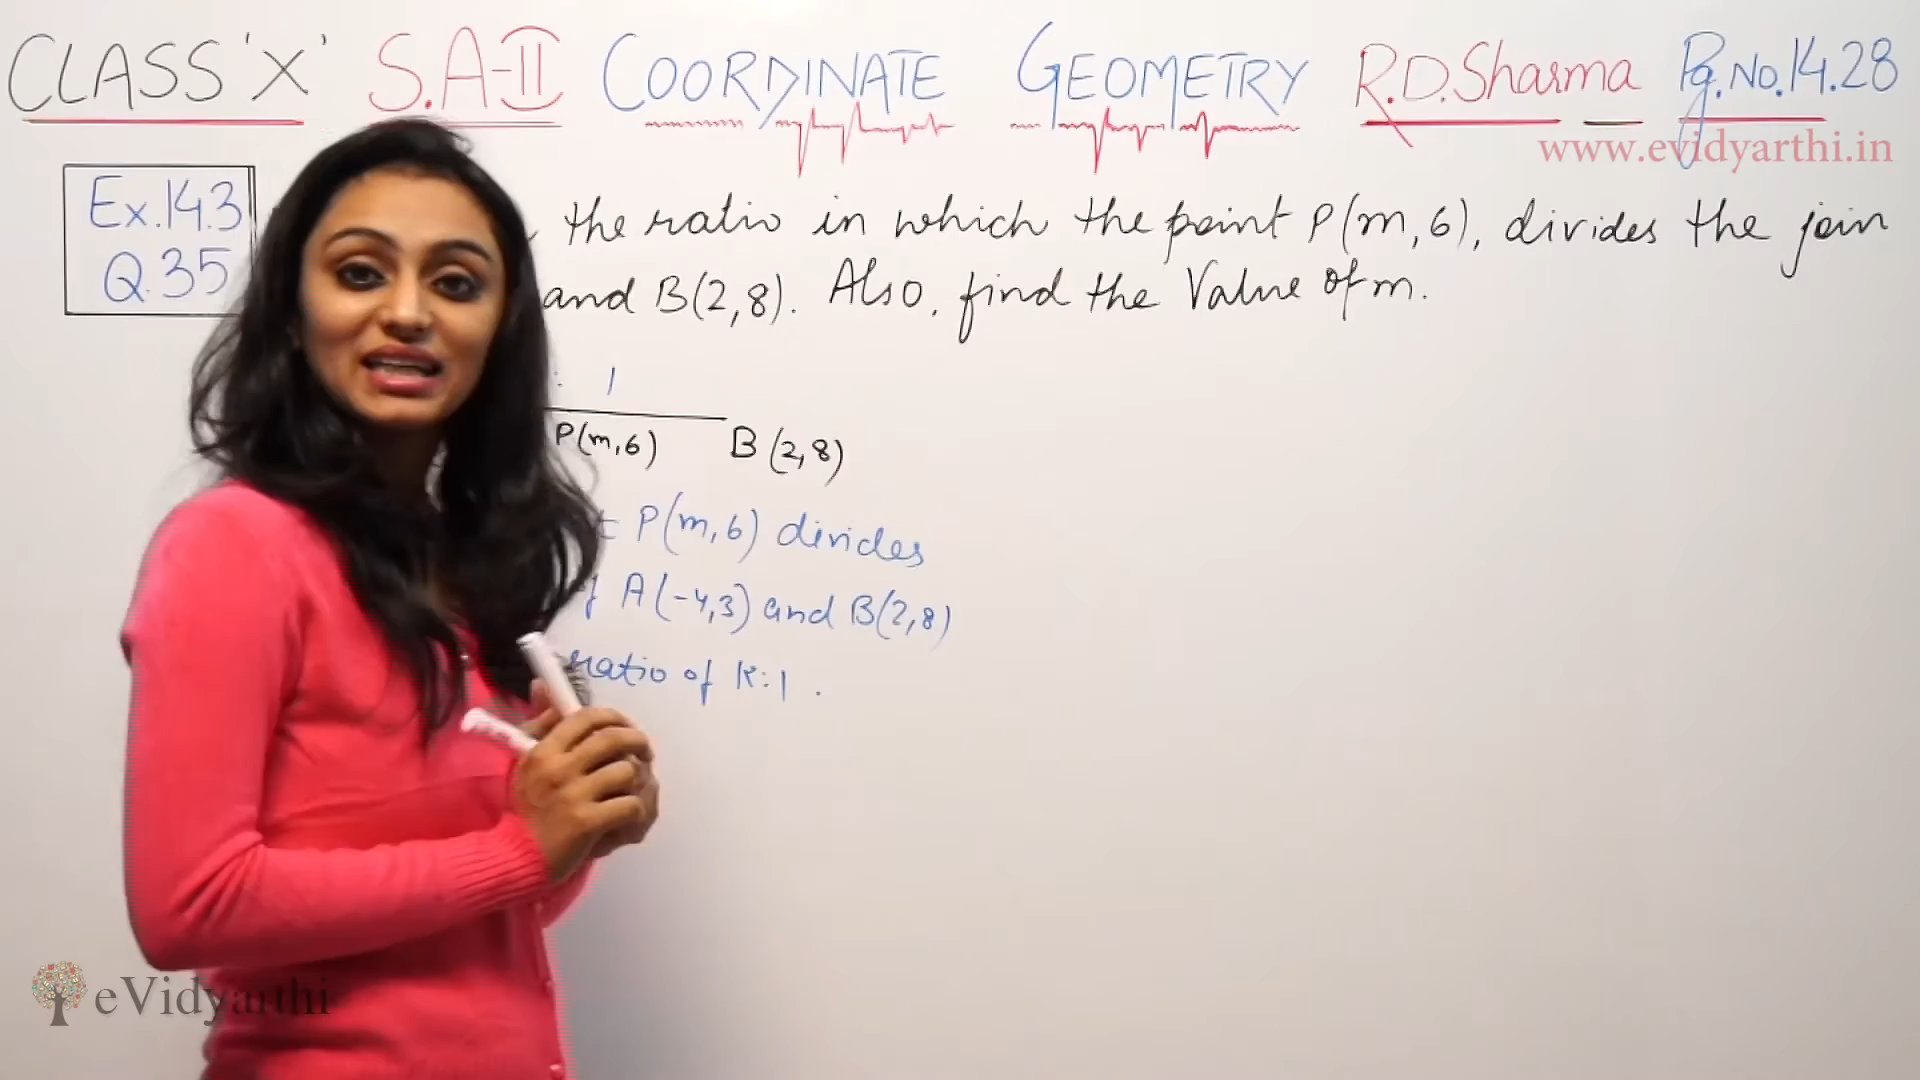 CLASS 'X' S.A-II COORDINATE GEOMETRY R.D.Sharma Pg.No.14.28
www.evidyarthi.in
Ex.14.3
Q.35
the ratio in which the point P(m,6), divides the join
and B(2,8). Also, find the Value of m.
: 1
P(m,6) B(2,8)
P(m,6) divides
A(-4,3) and B(2,8)
ratio of K:1.
eVidyarthi